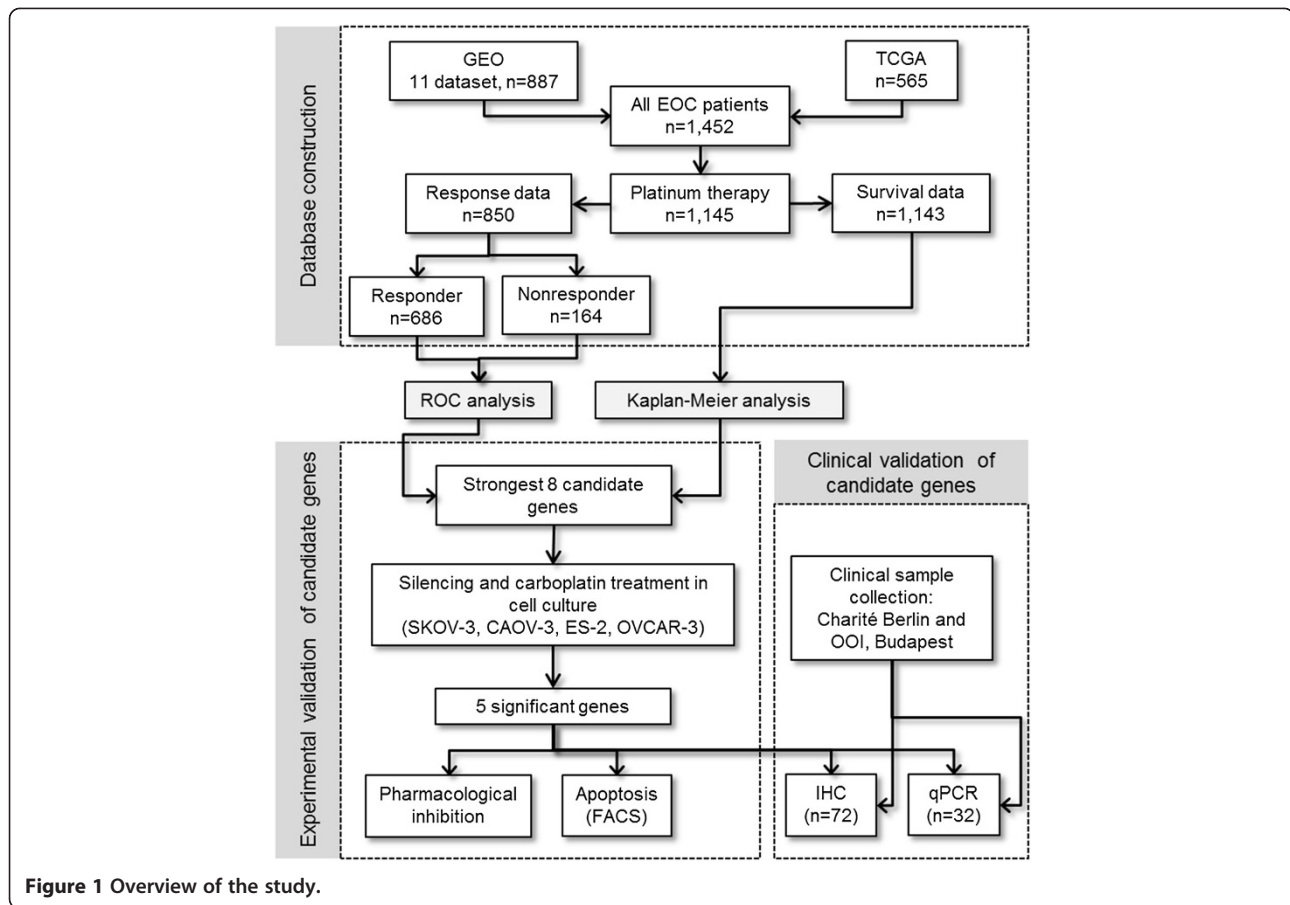 Database construction
GEO
11 dataset, n=887
TCGA
n=565
All EOC patients
n=1,452
Response data
n=850
Platinum therapy
n=1,145
Survival data
n=1,143
Responder
n=686
Nonresponder
n=164
ROC analysis
Kaplan-Meier analysis
Experimental validation of candidate genes
Strongest 8 candidate
genes
Silencing and carboplatin treatment in
cell culture
(SKOV-3, CAOV-3, ES-2, OVCAR-3)
5 significant genes
Pharmacological
inhibition
Apoptosis
(FACS)
Clinical validation of
candidate genes
Clinical sample
collection:
Charité Berlin and
OOI, Budapest
IHC
(n=72)
qPCR
(n=32)
Figure 1 Overview of the study.